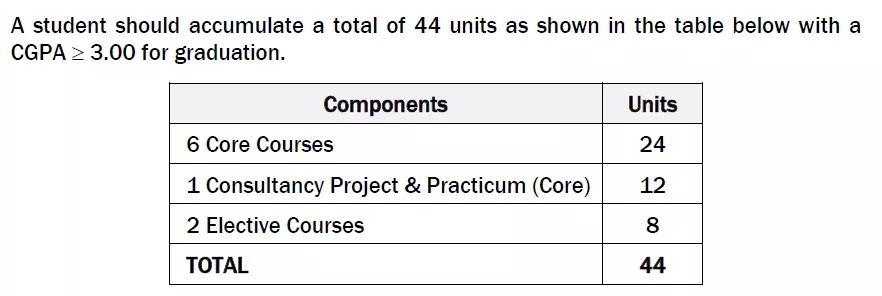 A student should accumulate a total of 44 units as shown in the table below with a
CGPA ≥ 3.00 for graduation.
Components Units
6 Core Courses 24
1 Consultancy Project & Practicum (Core) 12
2 Elective Courses 8
TOTAL 44